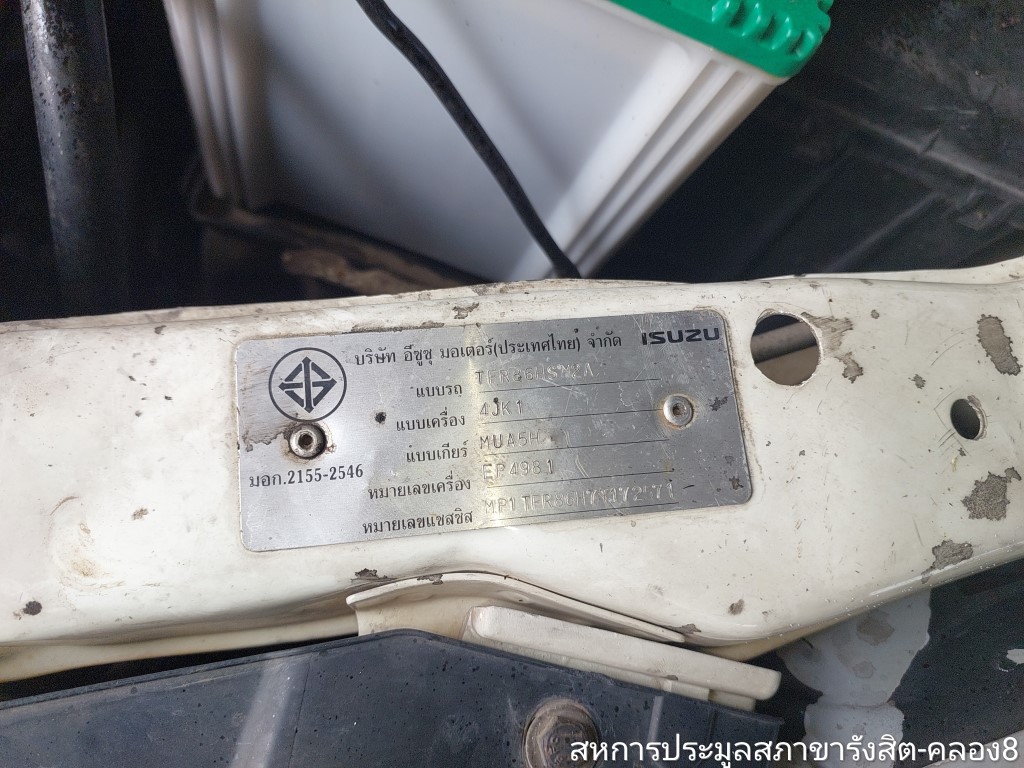 บริษัท อีซูซุ มอเตอร์(ประเทศไทย) จำกัด ISUZU
แบบรถ
แบบเครื่อง 4JK1
แบบเกียร์ MUA5H
มอก.2155-2546
หมายเลขเครื่อง
หมายเลขแชสซิส
สหการประมูลสภาขารังสิต-คลอง8